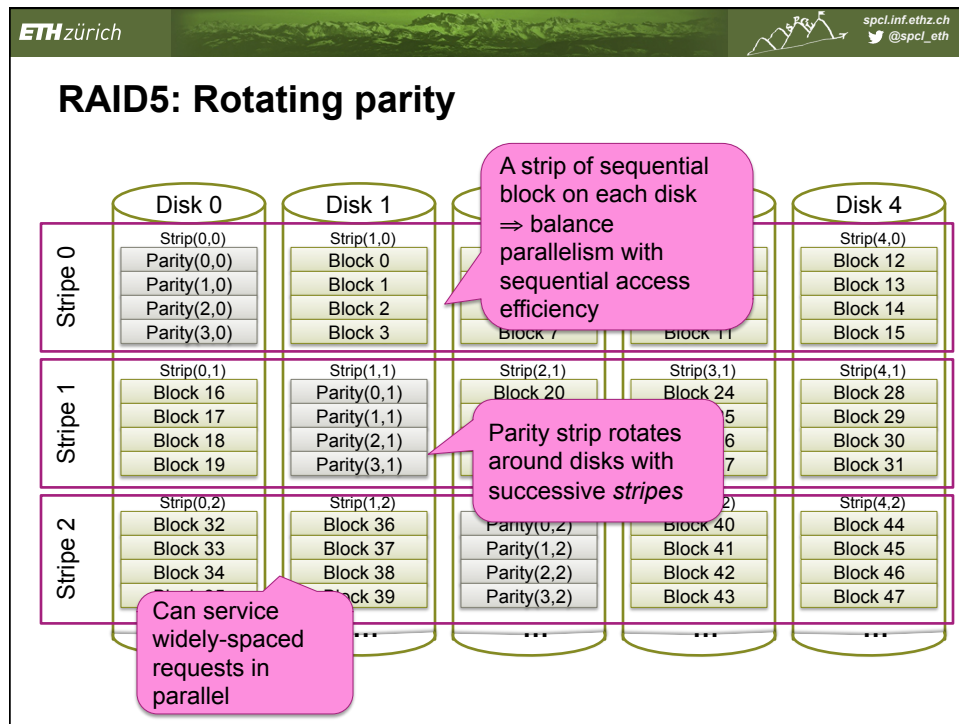 ETH zürich
spcl.inf.ethz.ch
@spcl_eth
SPCL
RAID5: Rotating parity
A strip of sequential
block on each disk
⇒ balance
parallelism with
sequential access
efficiency
Disk 0
Disk 1
Disk 4
Stripe 0
Strip(0,0)
Parity(0,0)
Parity(1,0)
Parity(2,0)
Parity(3,0)
Strip(1,0)
Block 0
Block 1
Block 2
Block 3
Block 7
Block 11
Strip(4,0)
Block 12
Block 13
Block 14
Block 15
Stripe 1
Strip(0,1)
Block 16
Block 17
Block 18
Block 19
Strip(1,1)
Parity(0,1)
Parity(1,1)
Parity(2,1)
Parity(3,1)
Strip(2,1)
Block 20
Strip(3,1)
Block 24
5
6
7
Strip(4,1)
Block 28
Block 29
Block 30
Block 31
Parity strip rotates
around disks with
successive stripes
Stripe 2
Strip(0,2)
Block 32
Block 33
Block 34
Strip(1,2)
Block 36
Block 37
Block 38
Block 39
Parity(0,2)
Parity(1,2)
Parity(2,2)
Parity(3,2)
2)
Block 40
Block 41
Block 42
Block 43
Strip(4,2)
Block 44
Block 45
Block 46
Block 47
Can service
widely-spaced
requests in
parallel
... ... ... ...